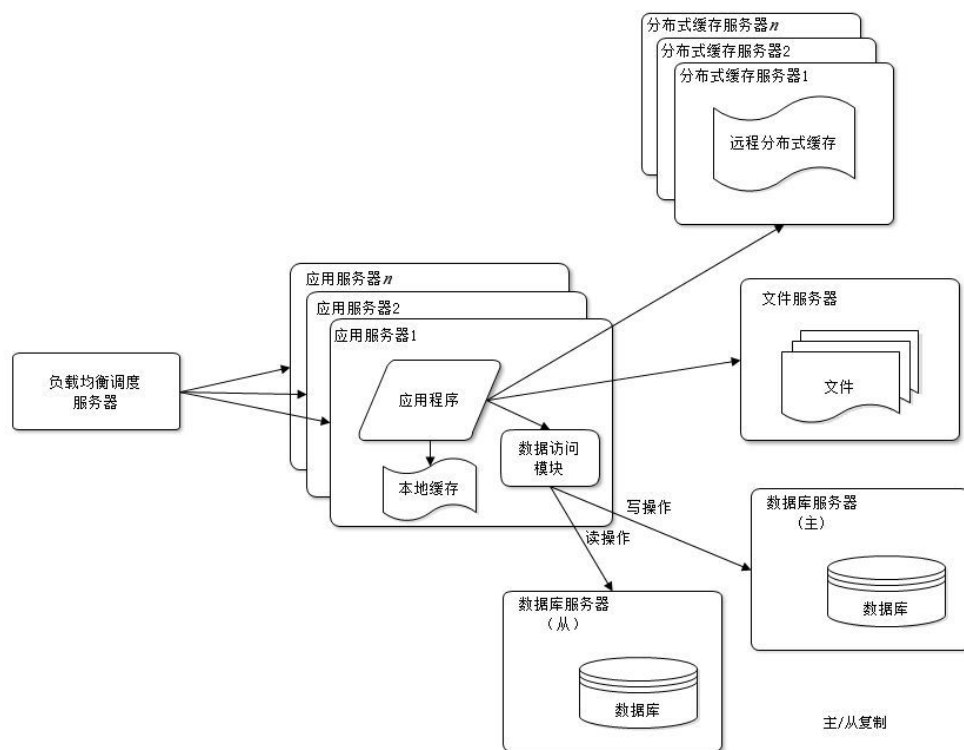 分布式缓存服务器n
分布式缓存服务器2
分布式缓存服务器1
远程分布式缓存
应用服务器n
应用服务器2
应用服务器1
文件服务器
负载均衡调度
服务器
应用程序
文件
数据访问
模块
本地缓存
写操作
读操作
数据库服务器
（主）
数据库
数据库服务器
（从）
数据库
主/从复制